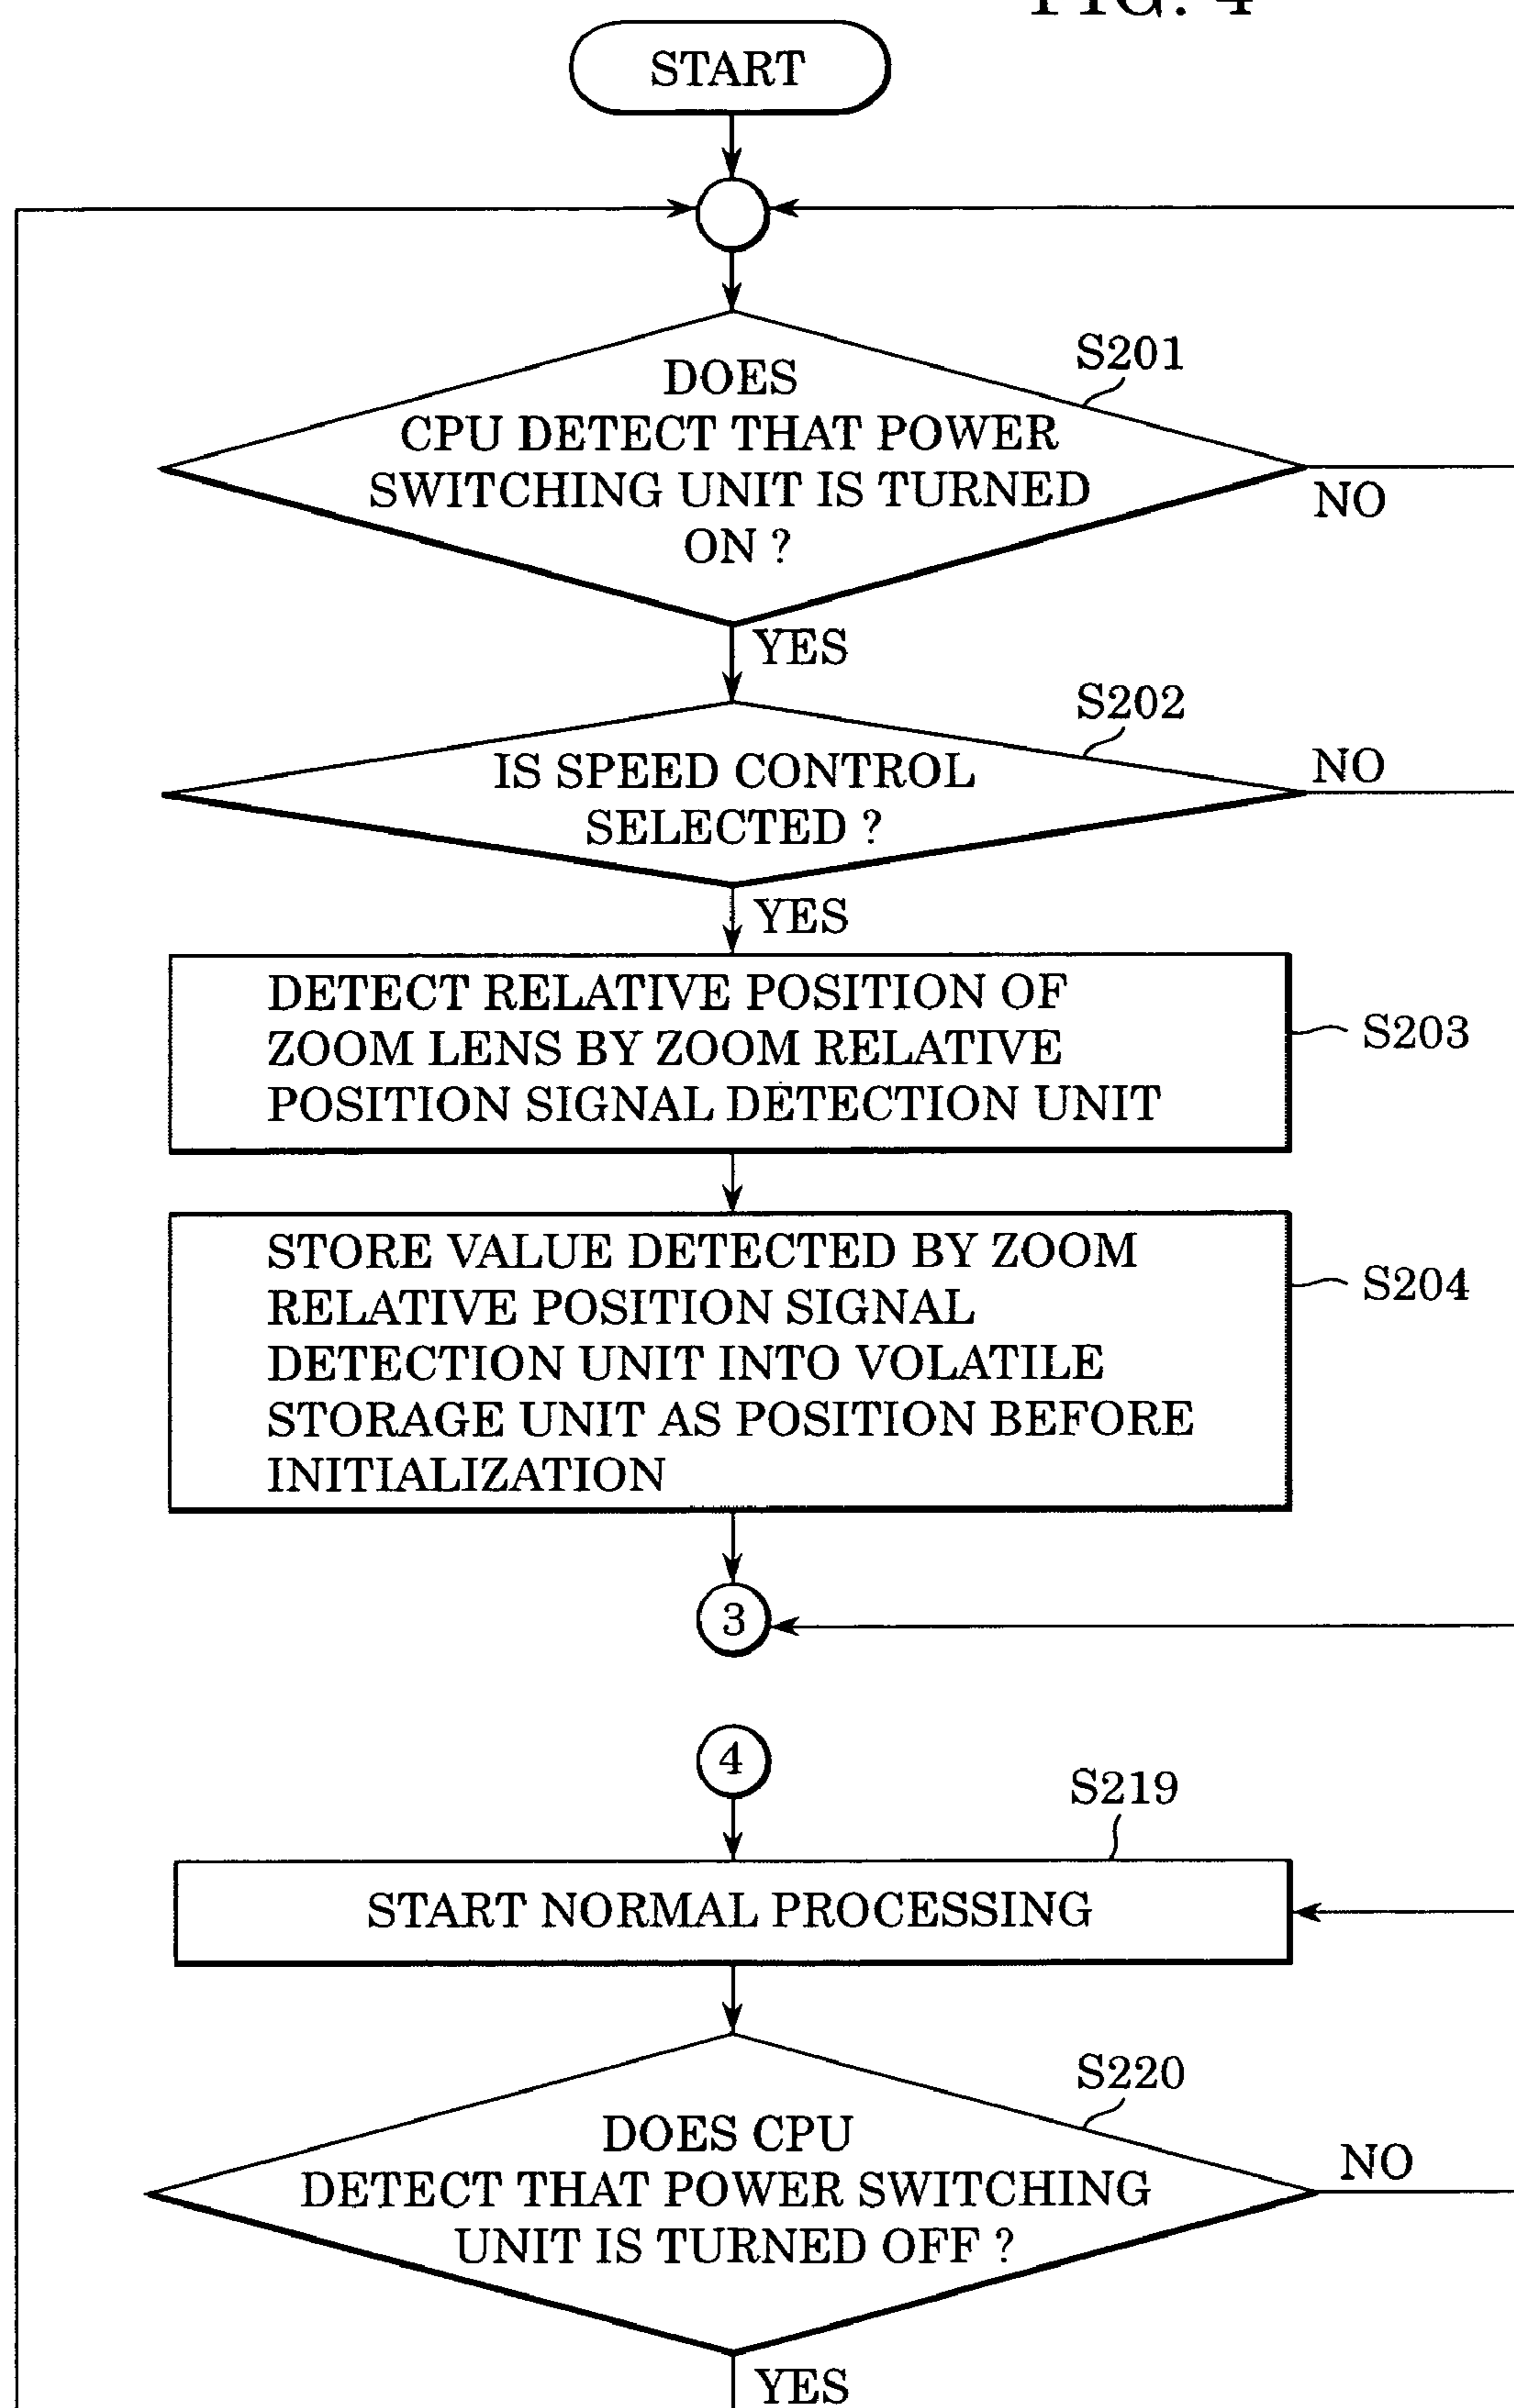 FIG. 4
START
S201
DOES
CPU DETECT THAT POWER
SWITCHING UNIT IS TURNED
ON ?
NO
YES
S202
IS SPEED CONTROL
SELECTED ?
NO
YES
DETECT RELATIVE POSITION OF
ZOOM LENS BY ZOOM RELATIVE
POSITION SIGNAL DETECTION UNIT
S203
STORE VALUE DETECTED BY ZOOM
RELATIVE POSITION SIGNAL
DETECTION UNIT INTO VOLATILE
STORAGE UNIT AS POSITION BEFORE
INITIALIZATION
S204
3
4
S219
START NORMAL PROCESSING
S220
DOES CPU
DETECT THAT POWER SWITCHING
UNIT IS TURNED OFF ?
NO
YES